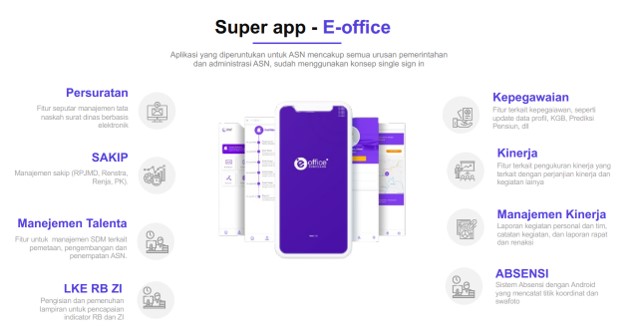 Super app - E-office
Aplikasi yang diperuntukan untuk ASN mencakup semua urusan pemerintahan
dan administrasi ASN, sudah menggunakan konsep single sign in
Persuratan
Fitur seputar manajemen tata
naskah surat dinas berbasis
elektronik
SAKIP
Manajemen sakip (RPJMD, Renstra,
Renja, PK).
Manejemen Talenta
Fitur untuk manajemen SDM terkait
pemetaan, pengembangan dan
penempatan ASN.
LKE RB ZI
Pengisian dan pemenuhan
lampiran untuk pencapaian
indicator RB dan ZI
e-office
Kepegawaian
Fitur terkait kepegaiawan, seperti
update data profil, KGB, Prediksi
Pensiun, dll
Kinerja
Fitur terkait pengukuran kinerja yang
terkait dengan perjanjian kinerja dan
kegiatan lainya
Manajemen Kinerja
Laporan kegiatan personal dan tim,
catatan kegiatan, dan laporan rapat
dan renaksi
ABSENSI
Sistem Absensi dengan Android
yang mencatat titik koordinat dan
swafoto